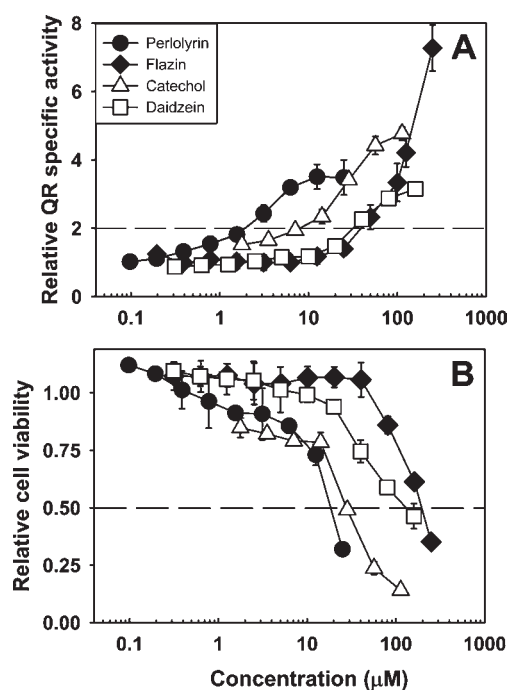 8
6
4
2
0
Relative QR specific activity
Perlolyrin
Flazin
Catechol
Daidzein
A
0.1
1
10
100
1000
1.00
0.75
0.50
0.25
0.00
Relative cell viability
B
0.1
1
10
100
1000
Concentration (μM)